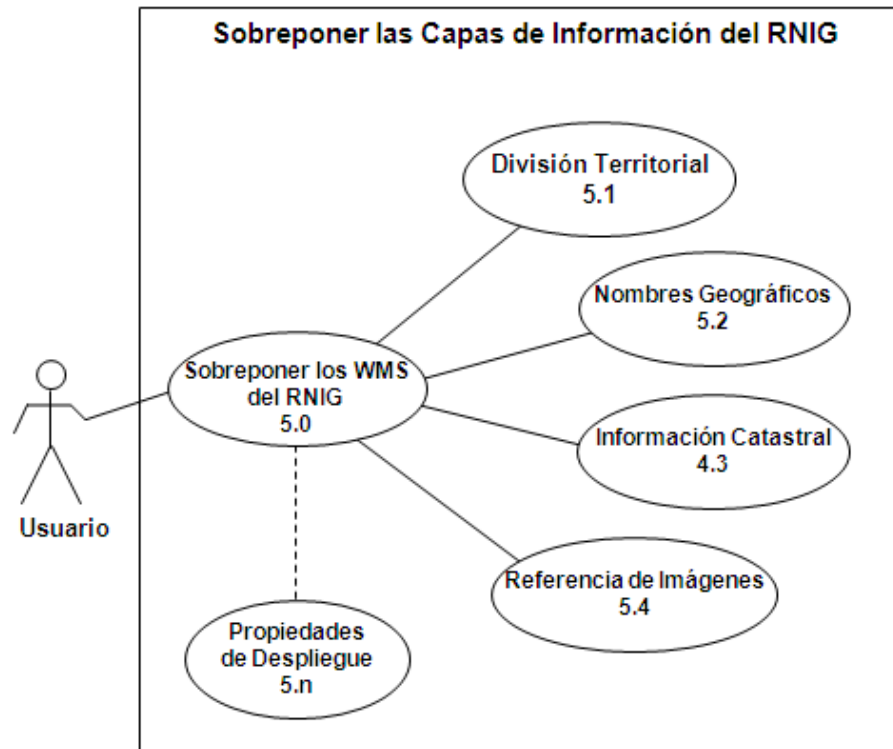 Sobreponer las Capas de Información del RNIG
División Territorial
5.1
Nombres Geográficos
5.2
Sobreponer los WMS
del RNIG
5.0
Información Catastral
4.3
Usuario
Referencia de Imágenes
5.4
Propiedades
de Despliegue
5.n